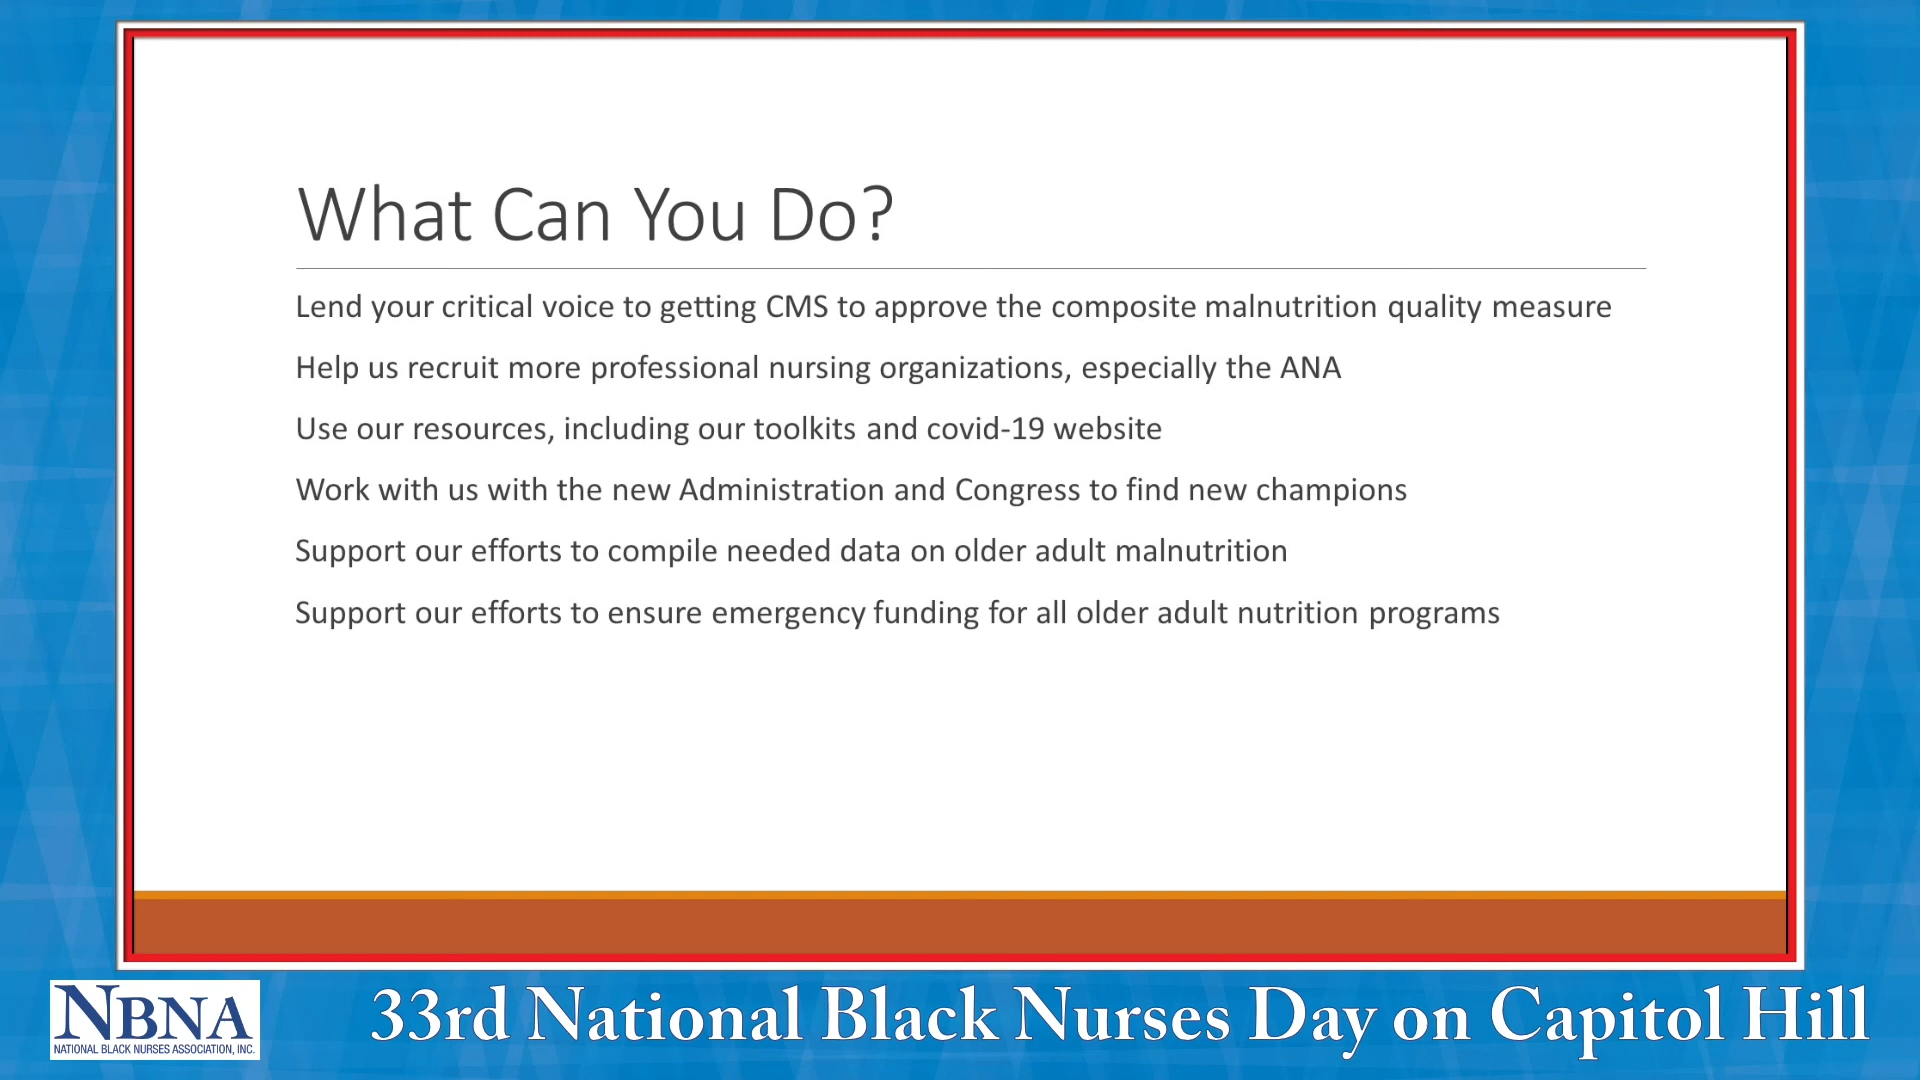 What Can You Do?
Lend your critical voice to getting CMS to approve the composite malnutrition quality measure
Help us recruit more professional nursing organizations, especially the ANA
Use our resources, including our toolkits and covid-19 website
Work with us with the new Administration and Congress to find new champions
Support our efforts to compile needed data on older adult malnutrition
Support our efforts to ensure emergency funding for all older adult nutrition programs
NBNA
NATIONAL BLACK NURSES ASSOCIATION, INC.
33rd National Black Nurses Day on Capitol Hill